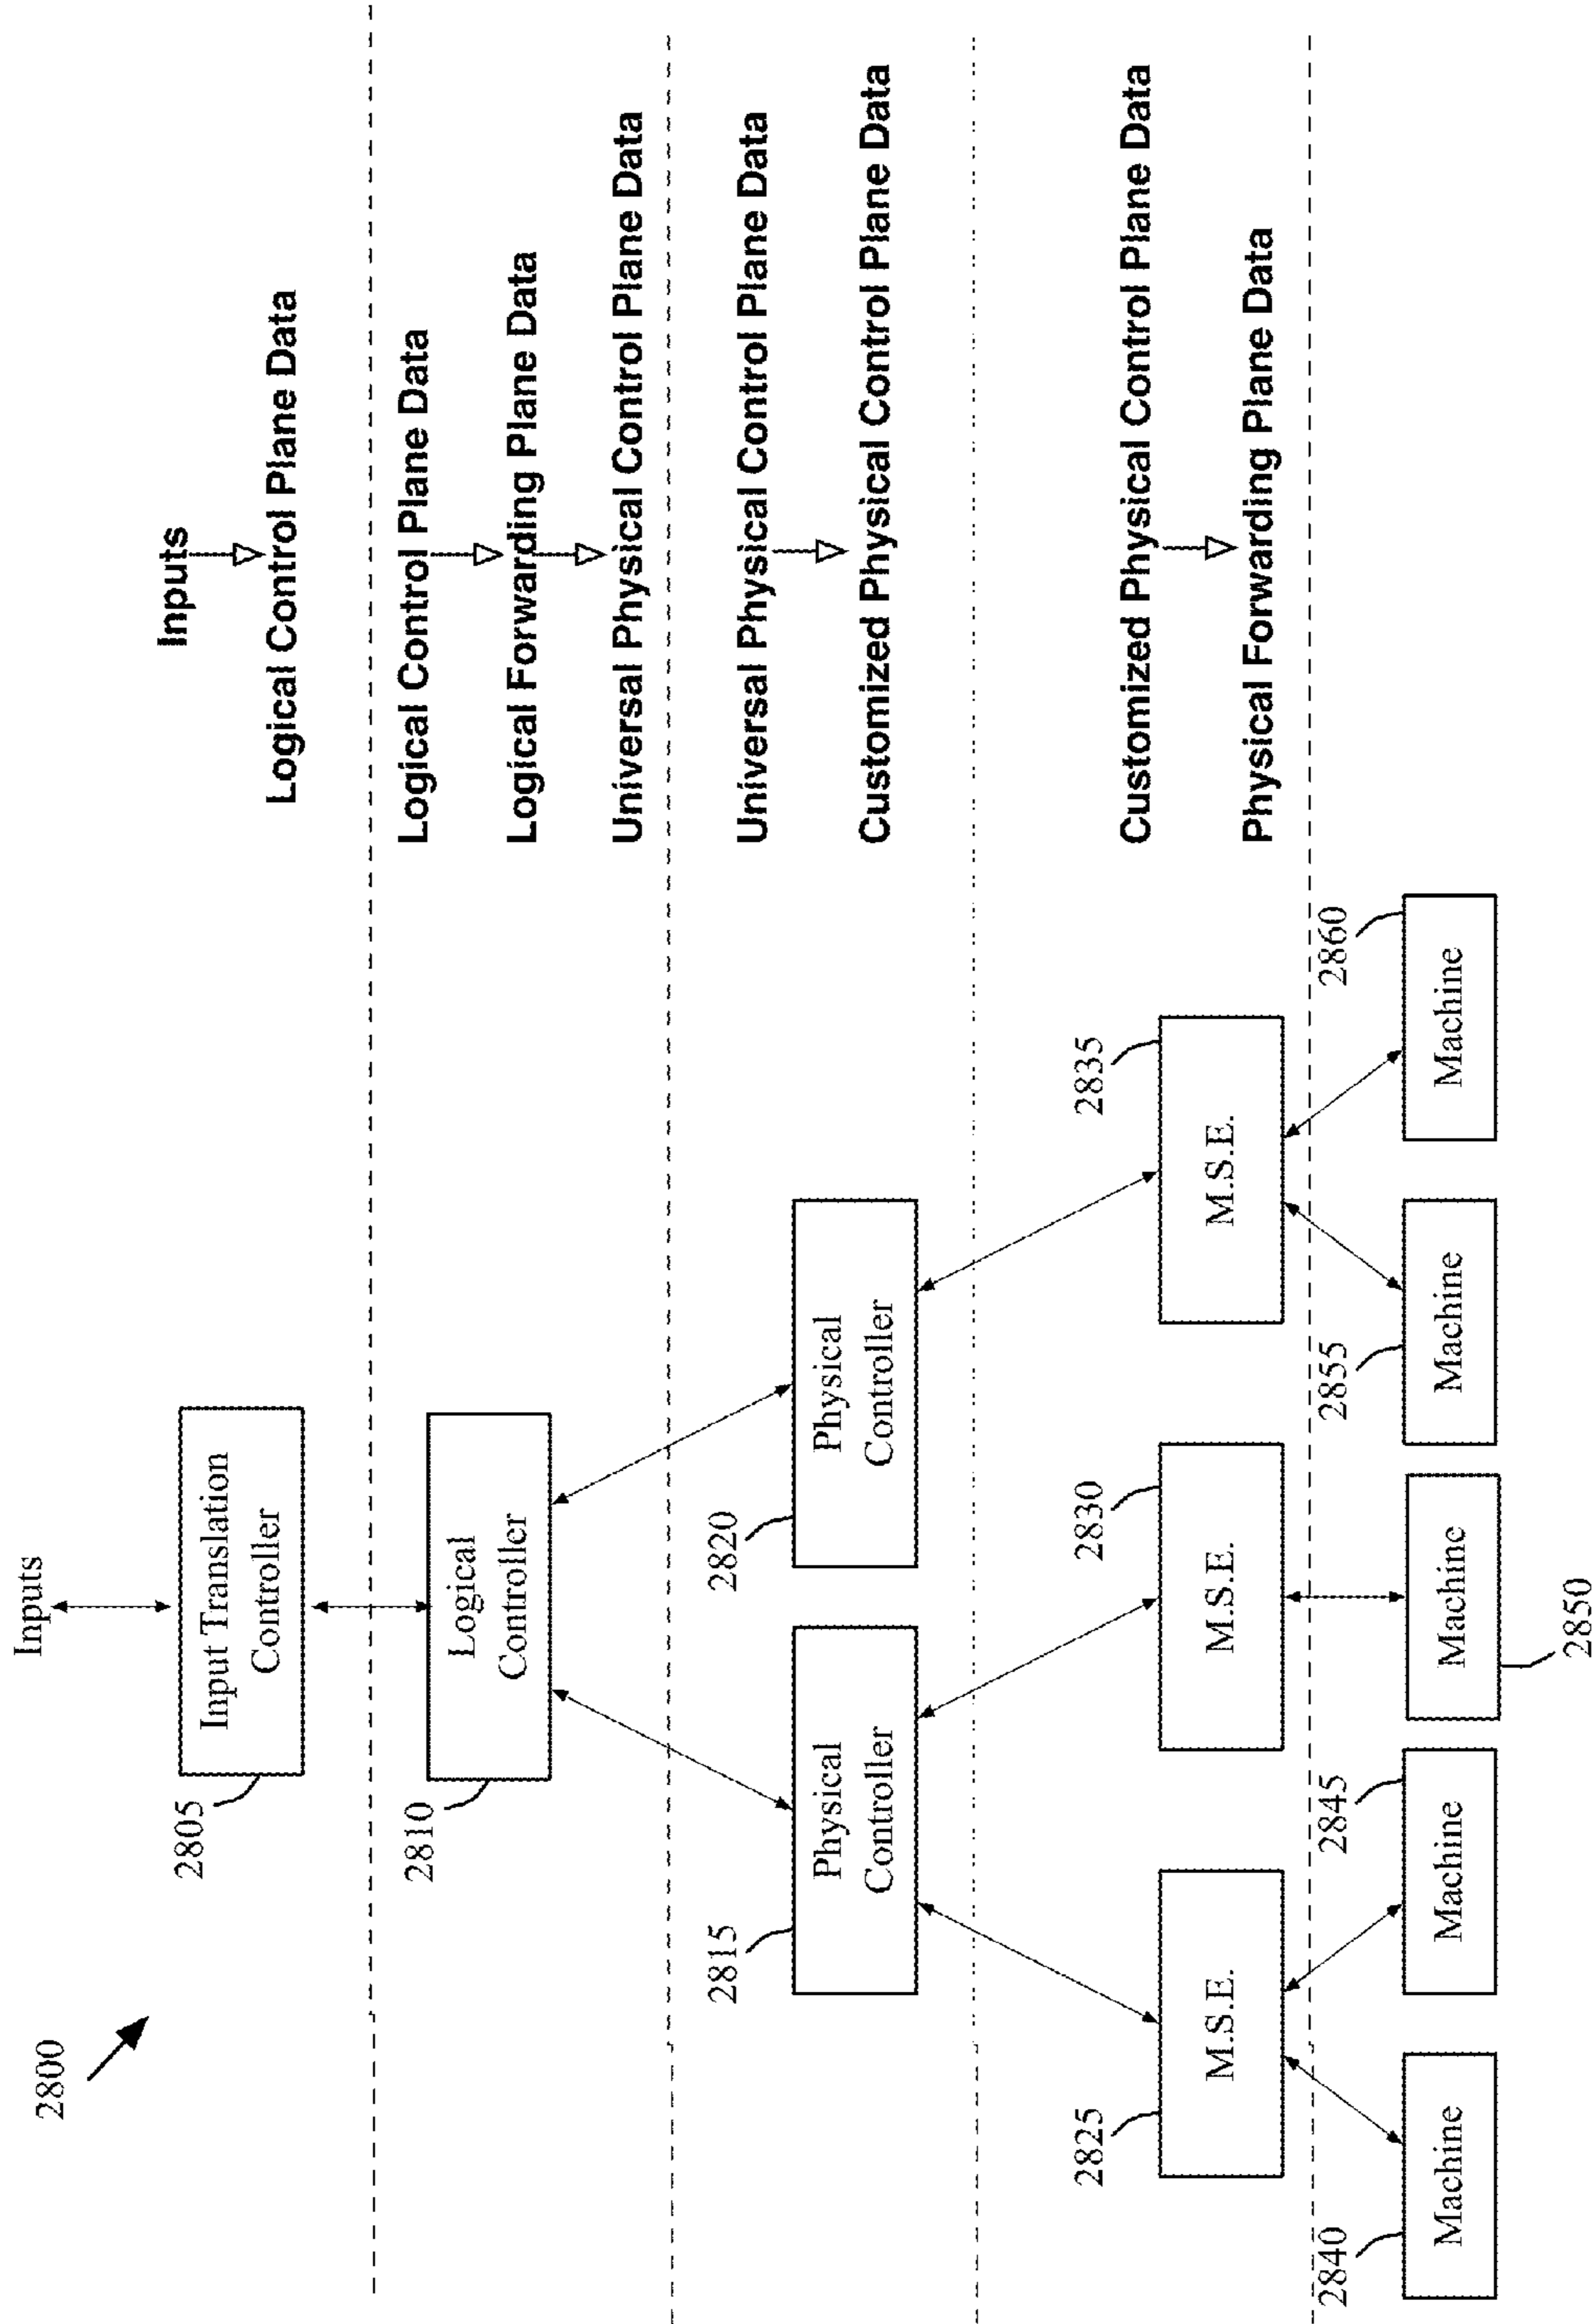 2800
Inputs
Inputs
2805
Input Translation
Controller
Logical Control Plane Data
2810
Logical
Controller
Logical Control Plane Data
Logical Forwarding Plane Data
Universal Physical Control Plane Data
2815
Physical
Controller
2820
Physical
Controller
Universal Physical Control Plane Data
Customized Physical Control Plane Data
2825
M.S.E.
2830
M.S.E.
2835
M.S.E.
Customized Physical Control Plane Data
Physical Forwarding Plane Data
2840
Machine
2845
Machine
2850
Machine
2855
Machine
2860
Machine